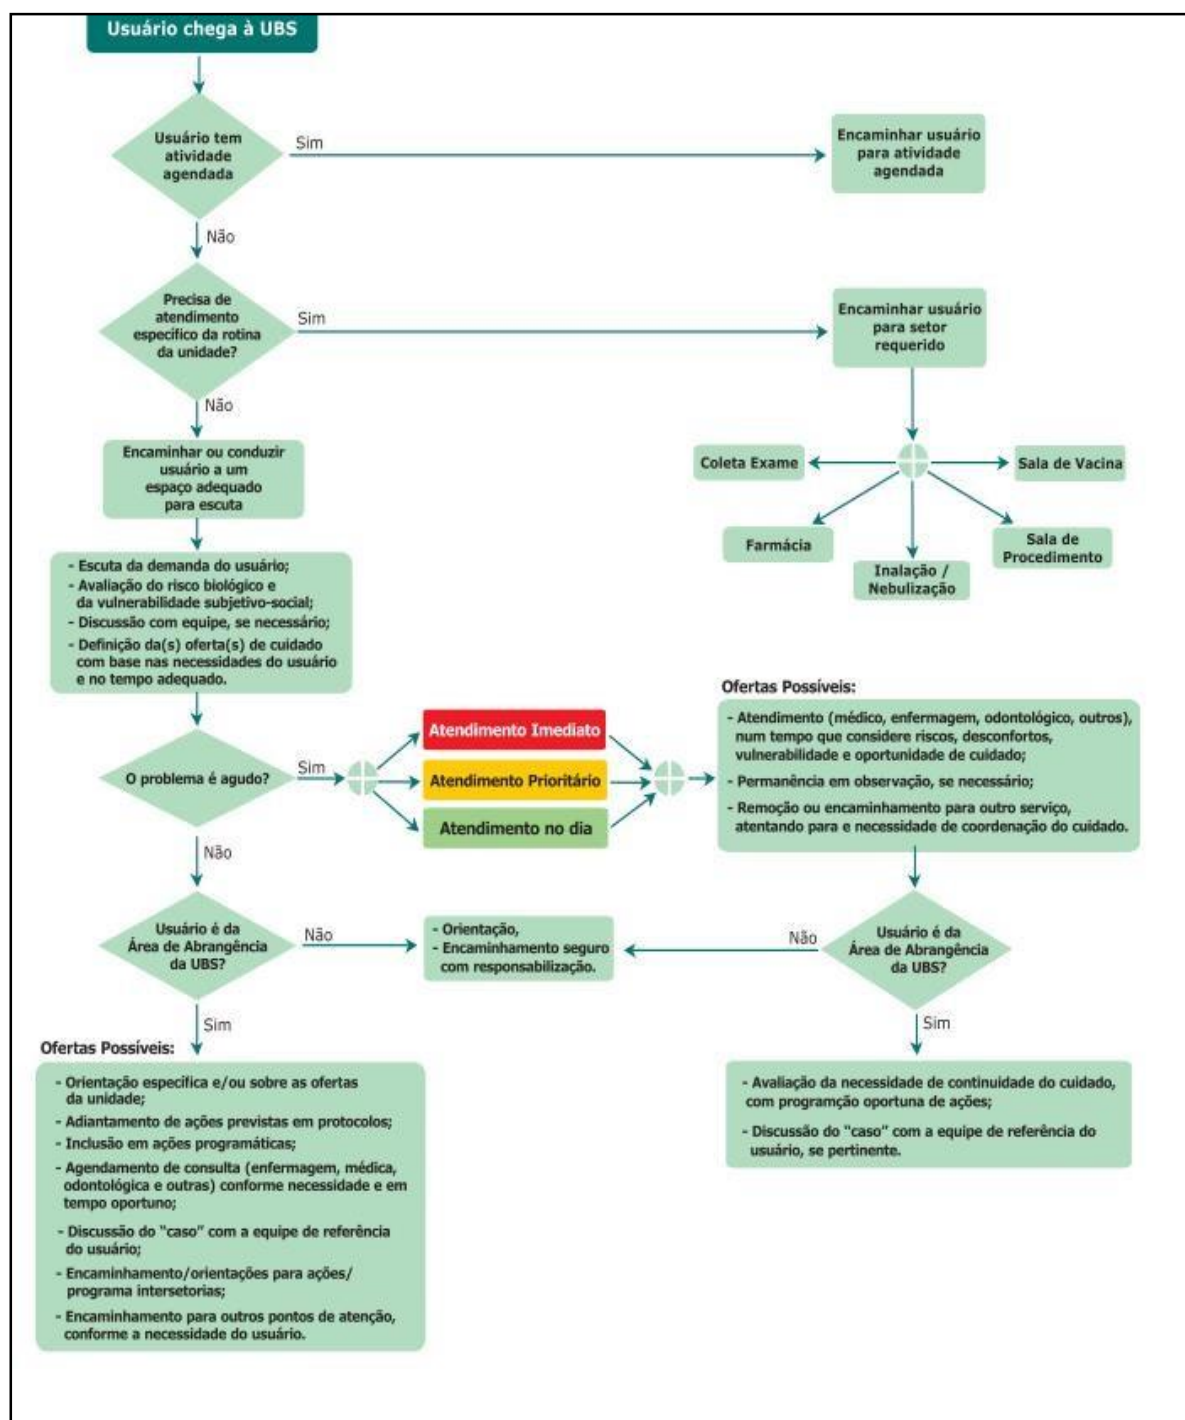 Usuário chega à UBS
Usuário tem
atividade
agendada
Sim
Encaminhar usuário
para atividade
agendada
Não
Precisa de
atendimento
específico da rotina
da unidade?
Sim
Encaminhar usuário
para setor
requerido
Não
Coleta Exame
Sala de Vacina
Farmácia
Sala de
Procedimento
Inalação /
Nebulização
Encaminhar ou conduzir
usuário a um
espaço adequado
para escuta
- Escuta da demanda do usuário;
- Avaliação do risco biológico e
da vulnerabilidade subjetivo-social;
- Discussão com equipe, se necessário;
- Definição da(s) oferta(s) de cuidado
com base nas necessidades do usuário
e no tempo adequado.
O problema é agudo?
Sim
Atendimento Imediato
Atendimento Prioritário
Atendimento no dia
Ofertas Possíveis:
- Atendimento (médico, enfermagem, odontológico, outros),
num tempo que considere riscos, desconfortos,
vulnerabilidade e oportunidade de cuidado;
- Permanência em observação, se necessário;
- Remoção ou encaminhamento para outro serviço,
atentando para e necessidade de coordenação do cuidado.
Não
Usuário é da
Área de Abrangência
da UBS?
Não
- Orientação,
- Encaminhamento seguro
com responsabilização.
Não
Usuário é da
Área de Abrangência
da UBS?
Sim
Ofertas Possíveis:
- Orientação específica e/ou sobre as ofertas
da unidade;
- Adiantamento de ações previstas em protocolos;
- Inclusão em ações programáticas;
- Agendamento de consulta (enfermagem, médica,
odontológica e outras) conforme necessidade e em
tempo oportuno;
- Discussão do "caso" com a equipe de referência
do usuário;
- Encaminhamento/orientações para ações/
programa intersetorias;
- Encaminhamento para outros pontos de atenção,
conforme a necessidade do usuário.
Sim
- Avaliação da necessidade de continuidade do cuidado,
com programção oportuna de ações;
- Discussão do "caso" com a equipe de referência do
usuário, se pertinente.